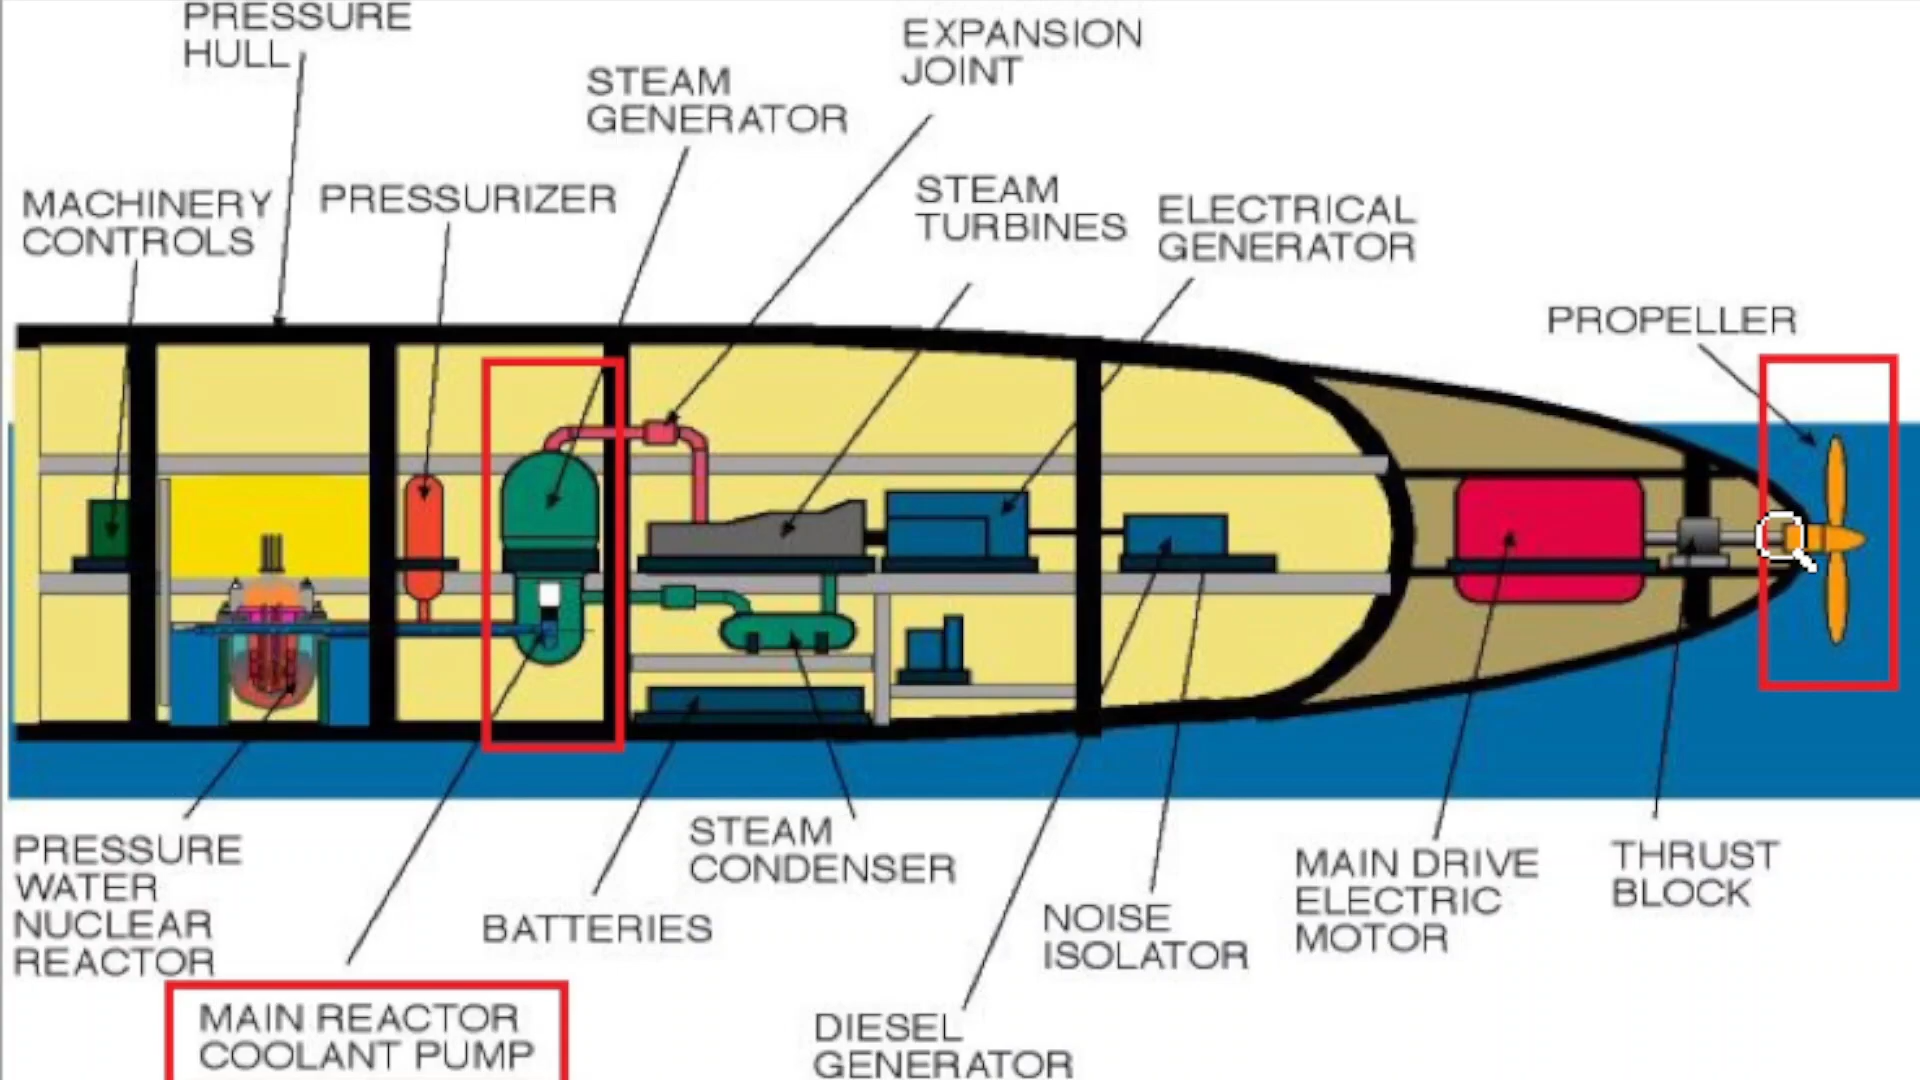 PRESSURE
HULL
EXPANSION
JOINT
STEAM
GENERATOR
MACHINERY
CONTROLS
PRESSURIZER
STEAM
TURBINES
ELECTRICAL
GENERATOR
PROPELLER
PRESSURE
WATER
NUCLEAR
REACTOR
MAIN REACTOR
COOLANT PUMP
BATTERIES
STEAM
CONDENSER
DIESEL
GENERATOR
NOISE
ISOLATOR
MAIN DRIVE
ELECTRIC
MOTOR
THRUST
BLOCK